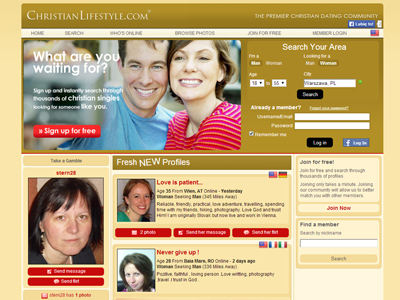 ChristianLifestyle.com
THE PREMIER CHRISTIAN DATING COMMUNITY
HOME SEARCH WHO'S ONLINE BROWSE PHOTOS JOIN FOR FREE MEMBER LOGIN
What are you
waiting for?
Sign up and instantly search through
thousands of christian singles
looking for someone like you.
» Sign up for free
Search Your Area
I'm a Looking for a
Man Woman Man Woman
Age City
18 to 55 Warszawa, PL
Search
Already a member? Forgot your password?
Username/Email
Password
Remember me
Log in Log In
Take a Gamble
stern28
Send message
Send flirt
stern28 has 1 photo
Fresh NEW Profiles
Love is patient...
Age 35 From Wien, AT Online - Yesterday
Woman Seeking Man (345 Miles Away)
Reliable, friendly, practical, love adventure, travelling, spending
time with my friends, hiking, photography. Love God and trust
Him! I am originally Slovak but now live and work in Vienna.
2 photo Send her message Send her flirt
Never give up !
Age 28 From Baia Mare, RO Online - 2 days ago
Woman Seeking Man (336 Miles Away)
Positive, faithful , loving person. Love writing, photography
,travel. I trust in God.
Join for free!
Join for free and search through
thousands of profiles.
Joining only takes a minute. Joining
our community will allow us to better
match you with other members.
Join Now
Find a member
Search by nickname
Search